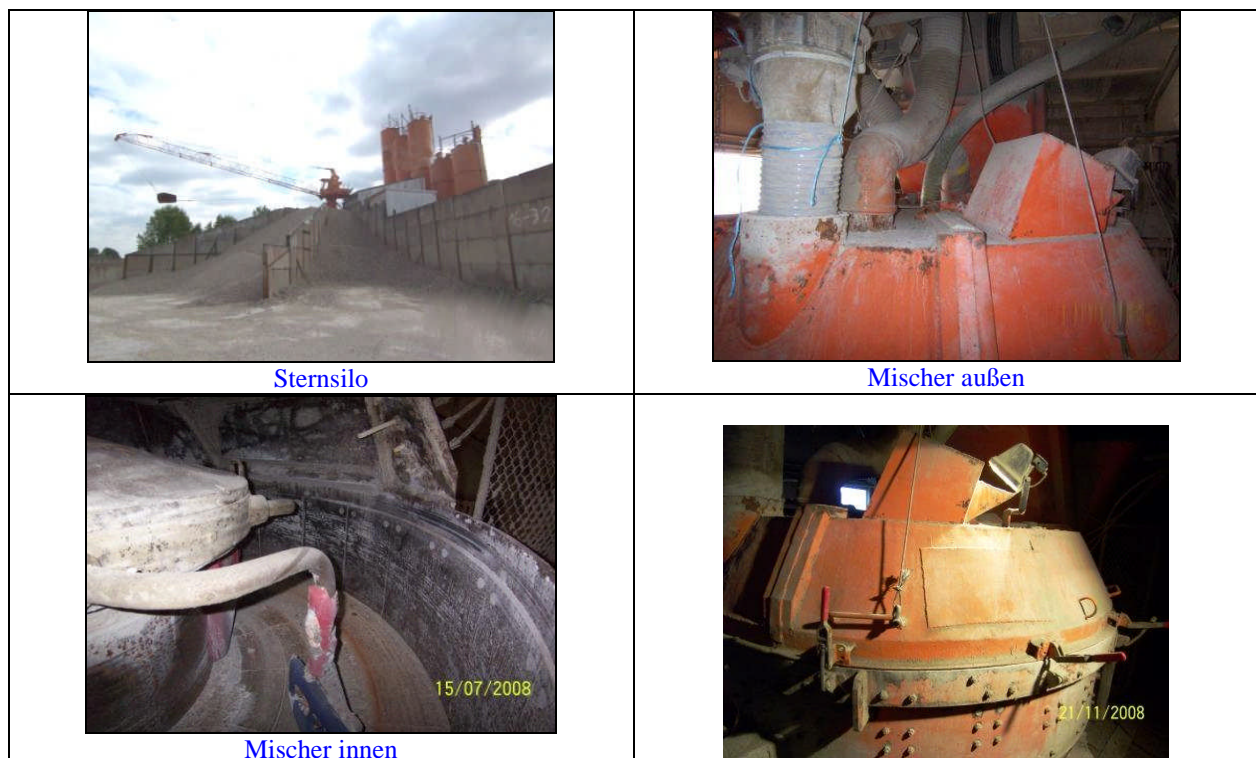 Sternsilo
Mischer außen
Mischer innen
15/07/2008
21/11/2008